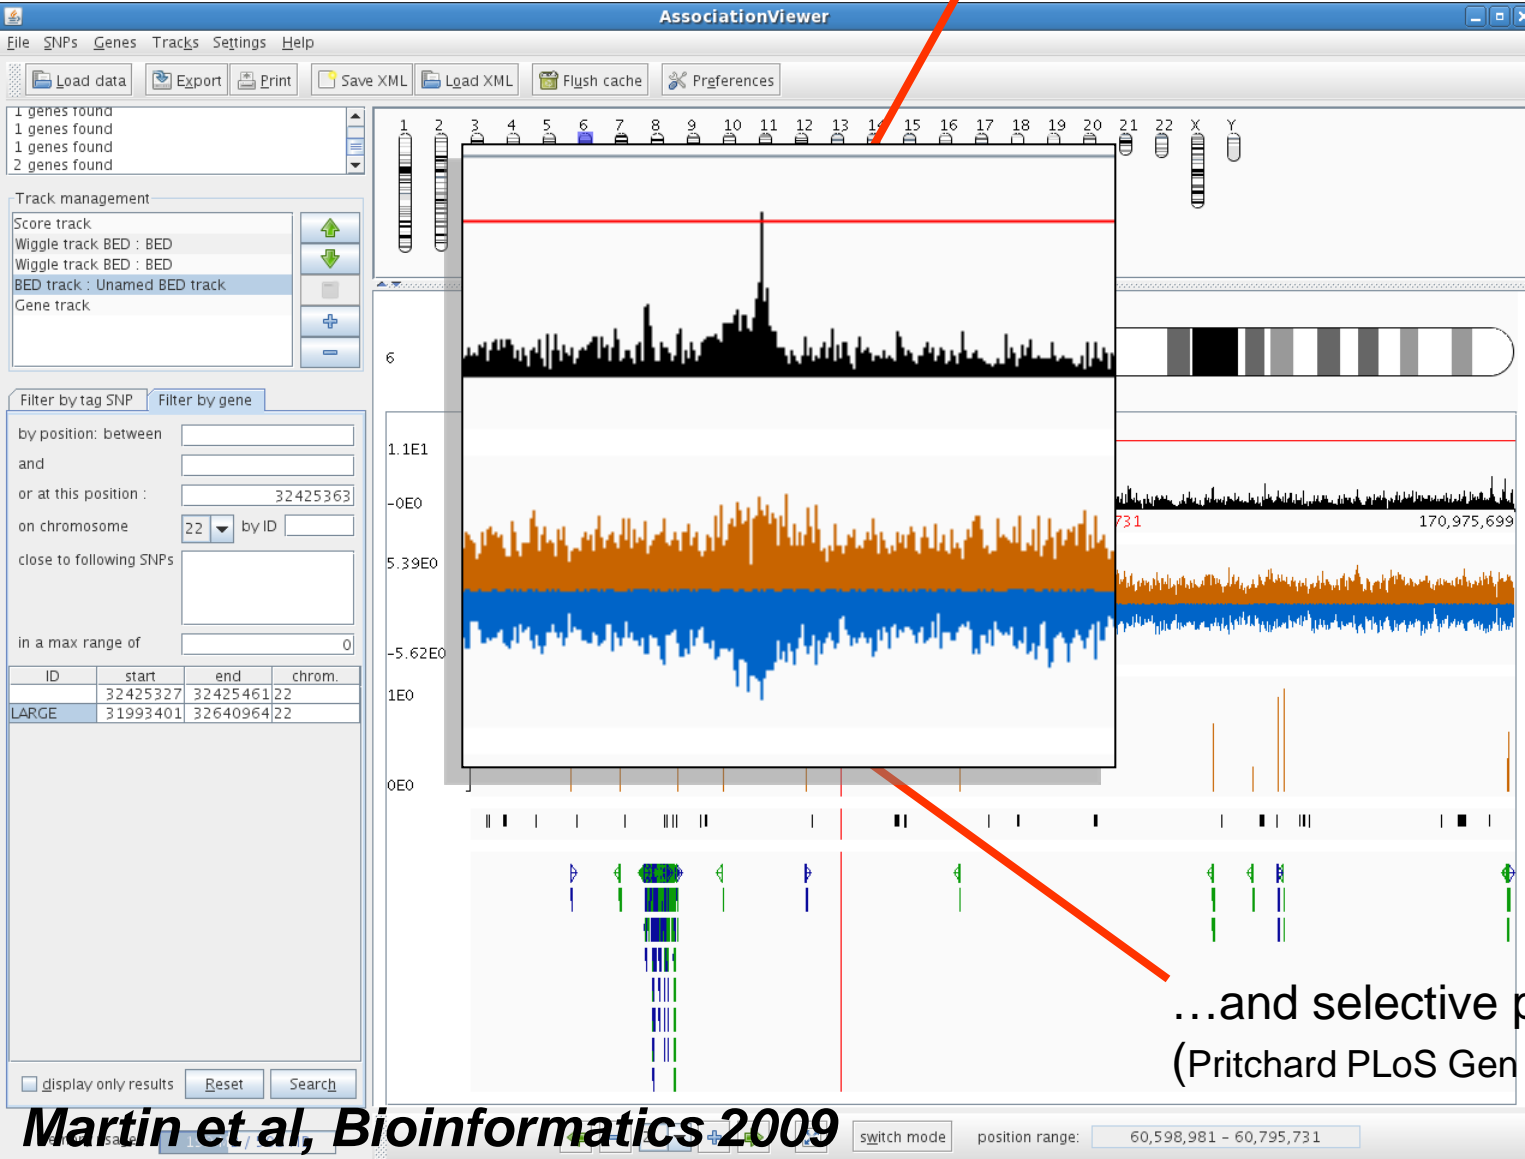 AssociationViewer
File SNPs Genes Tracks Settings Help
Load data Export Print Save XML Load XML Flush cache Preferences
1 genes found
1 genes found
1 genes found
2 genes found
1 2 3 4 5 6 7 8 9 10 11 12 13 14 15 16 17 18 19 20 21 22 X Y
Track management
Score track
Wiggle track BED : BED
Wiggle track BED : BED
BED track : Unamed BED track
Gene track
6
Filter by tag SNP Filter by gene
by position: between
and
or at this position : 32425363
on chromosome 22 by ID
close to following SNPs
in a max range of 0
ID start end chrom.
32425327 32425461 22
LARGE 31993401 32640964 22
1.1E1
-0E0
731 170,975,699
5.39E0
-5.62E0
1E0
0E0
…and selective p
(Pritchard PLoS Gen
display only results Reset Search
Martin et al, Bioinformatics 2009
switch mode position range: 60,598,981 - 60,795,731